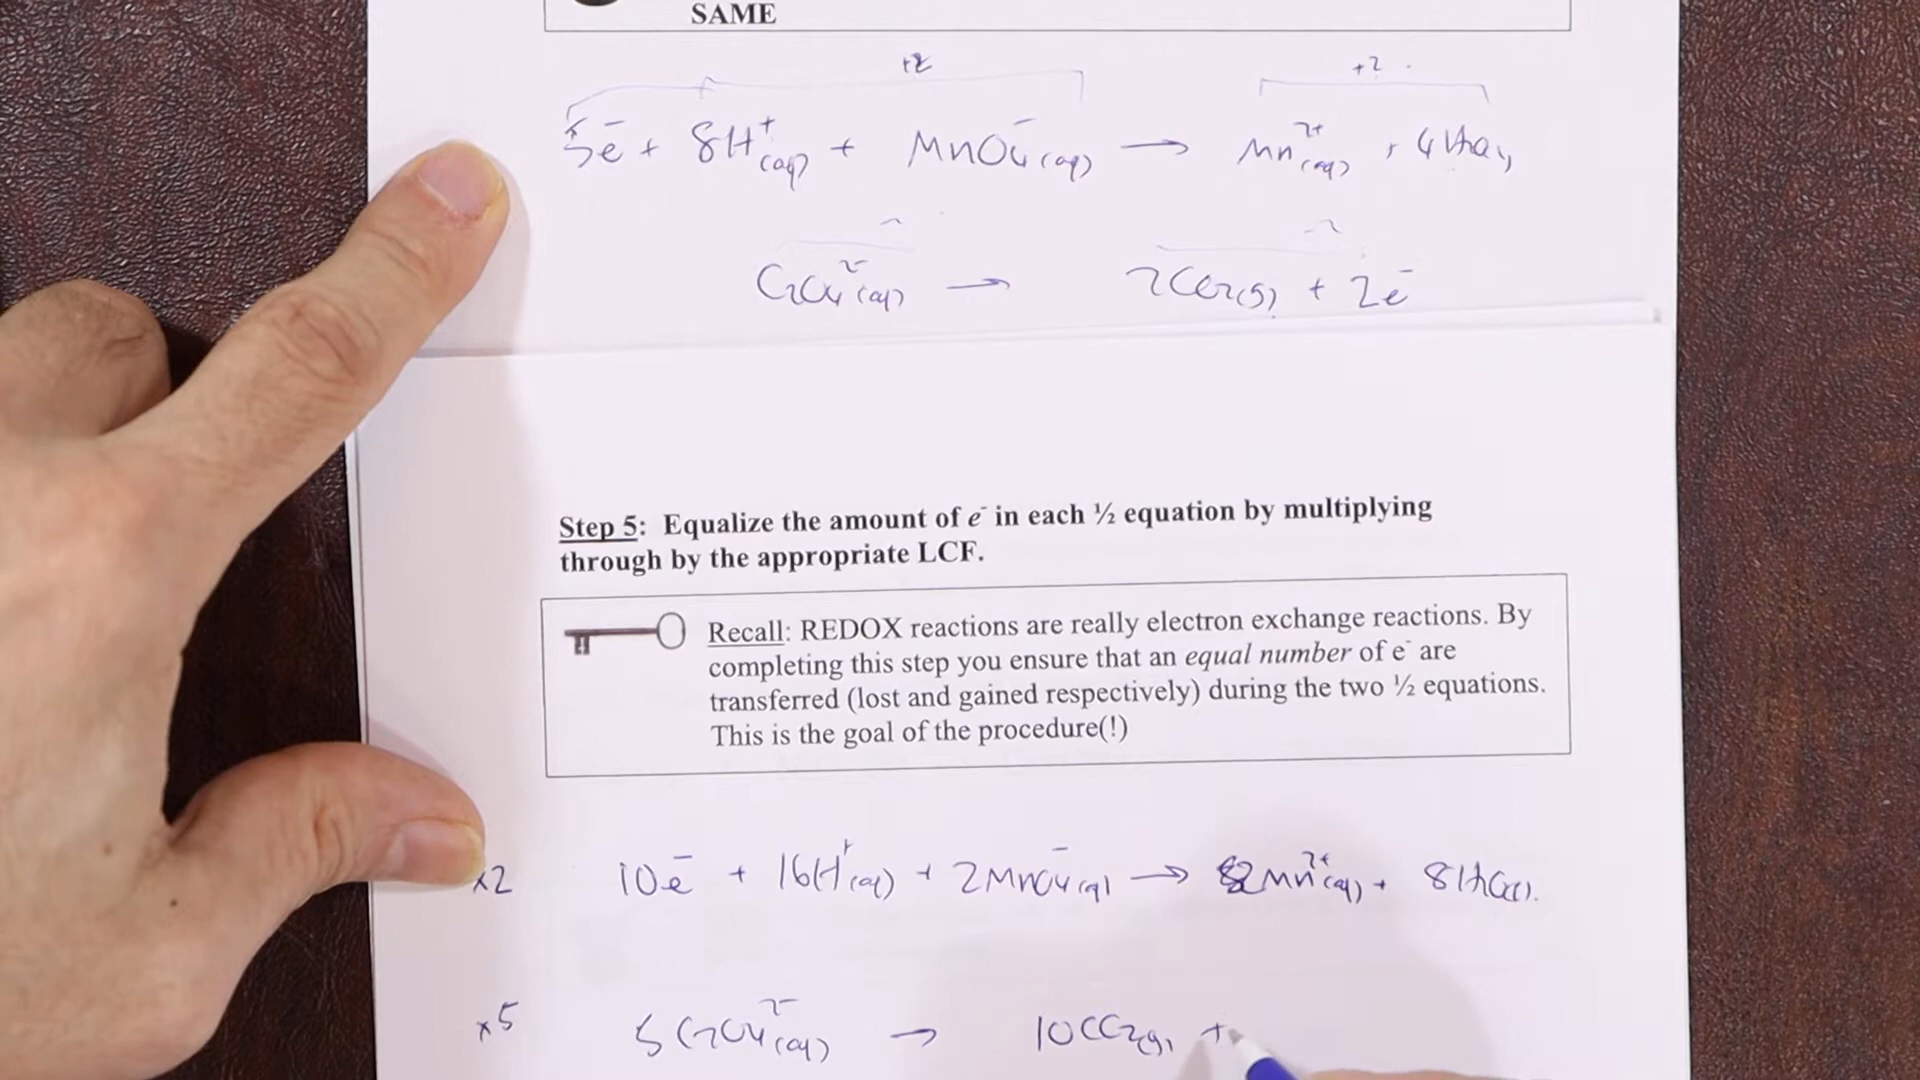 SAME
+2 +2
5e⁻ + 8H⁺(aq) + MnO₄⁻(aq) → Mn²⁺(aq) + 4H₂O(l)
-2 -2
C₂O₄²⁻(aq) → 2CO₂(g) + 2e⁻
Step 5: Equalize the amount of e⁻ in each ½ equation by multiplying
through by the appropriate LCF.
Recall: REDOX reactions are really electron exchange reactions. By
completing this step you ensure that an equal number of e⁻ are
transferred (lost and gained respectively) during the two ½ equations.
This is the goal of the procedure(!)
x2 10e⁻ + 16H⁺(aq) + 2MnO₄⁻(aq) → 2Mn²⁺(aq) + 8H₂O(l).
x5 5C₂O₄²⁻(aq) → 10CO₂(g) +